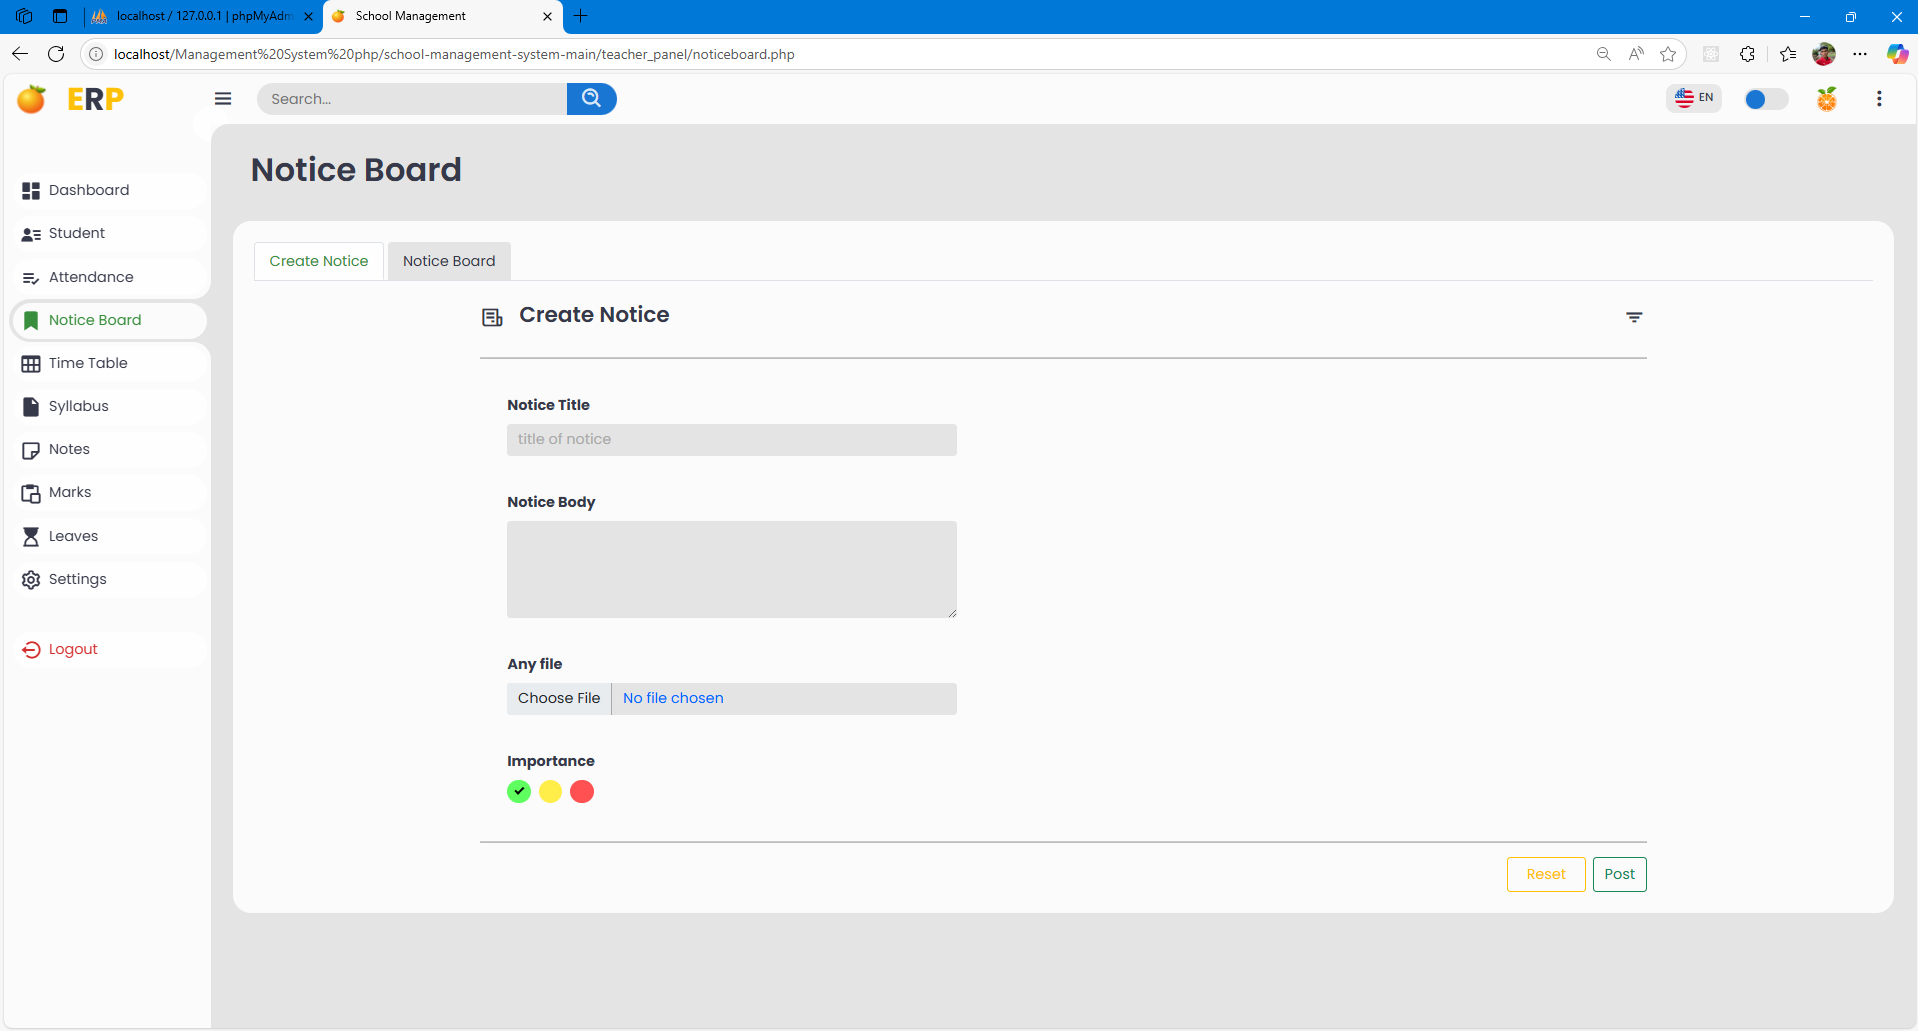 localhost / 127.0.0.1 | phpMyAdm
School Management
localhost/Management%20System%20php/school-management-system-main/teacher_panel/noticeboard.php
ERP
Search...
EN
Notice Board
Dashboard
Student
Attendance
Notice Board
Time Table
Syllabus
Notes
Marks
Leaves
Settings
Logout
Create Notice
Notice Board
Create Notice
Notice Title
title of notice
Notice Body
Any file
Choose File
No file chosen
Importance
Reset
Post